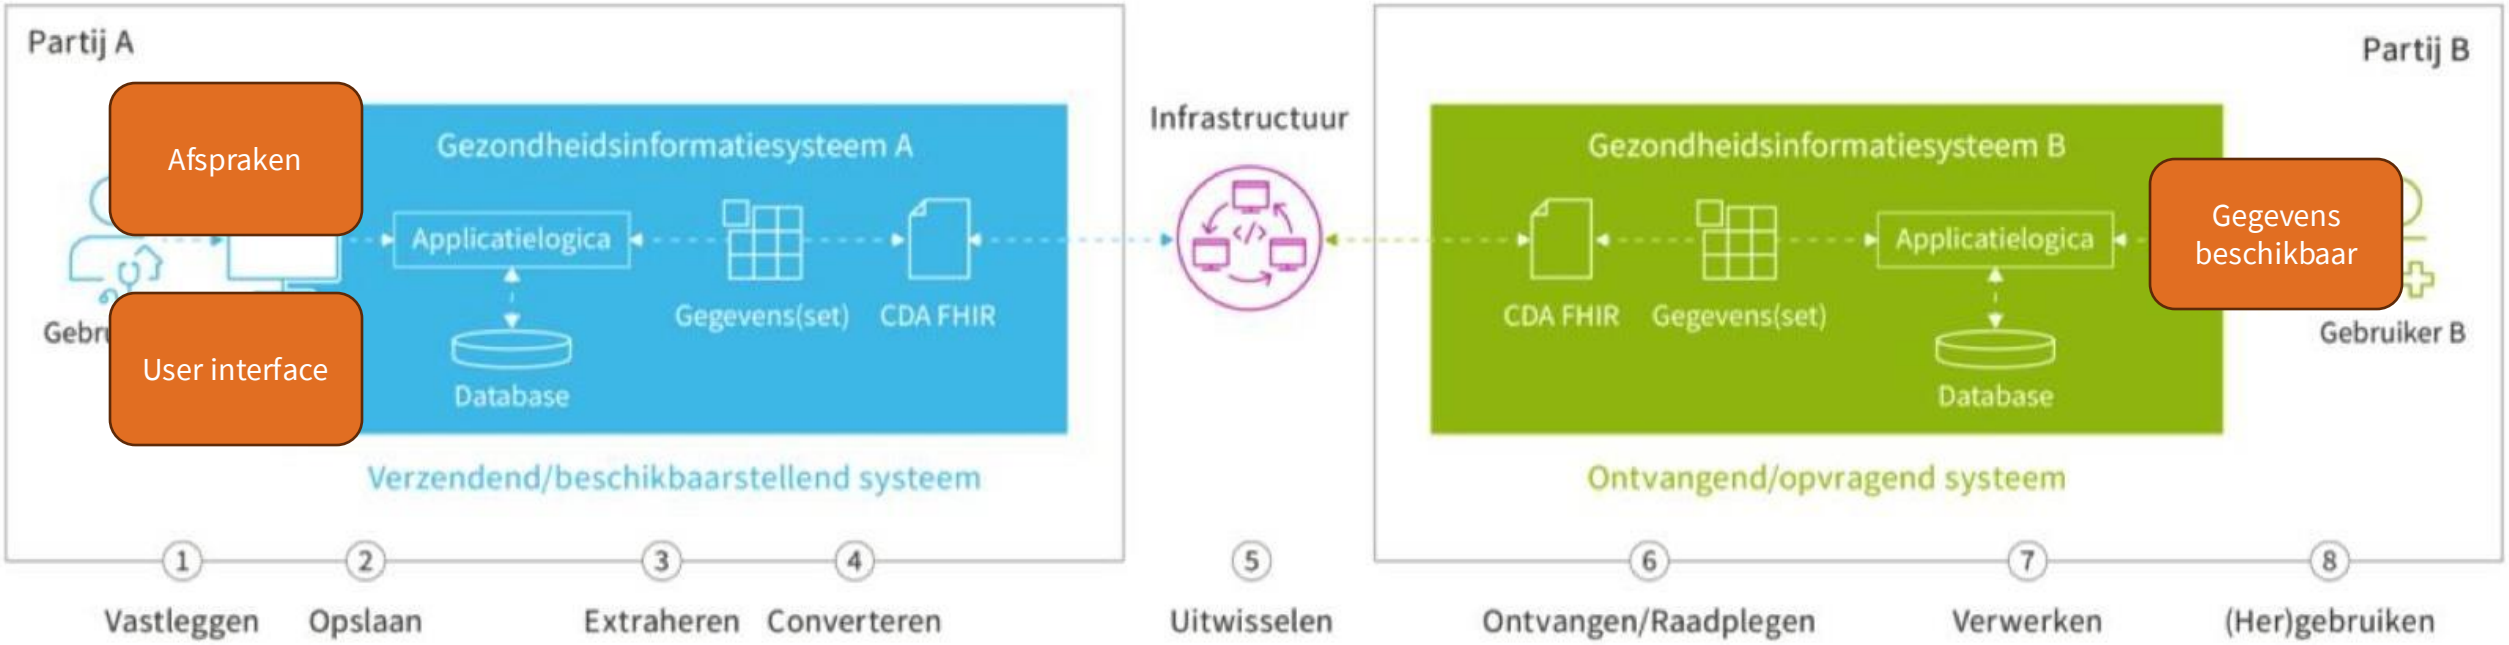 Partij A
Partij B
Afspraken
Gezondheidsinformatiesysteem A
Infrastructuur
Gezondheidsinformatiesysteem B
Gegevens
beschikbaar
Applicatielogica
</>
Applicatielogica
Gegevens(set)
CDA FHIR
CDA FHIR
Gegevens(set)
Gebru
Gebruiker B
User interface
Database
Database
Verzendend/beschikbaarstellend systeem
Ontvangend/opvragend systeem
1
2
3
4
5
6
7
8
Vastleggen
Opslaan
Extraheren
Converteren
Uitwisselen
Ontvangen/Raadplegen
Verwerken
(Her)gebruiken